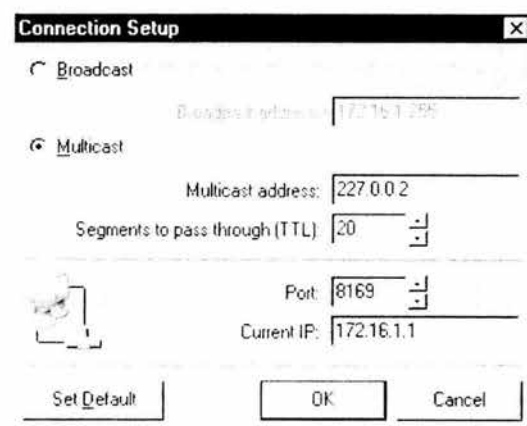 Connection Setup
Broadcast
Broadcast address: 172.16.1.255
Multicast
Multicast address: 227.0.0.2
Segments to pass through (TTL): 20
Port: 8169
Current IP: 172.16.1.1
Set Default
OK
Cancel